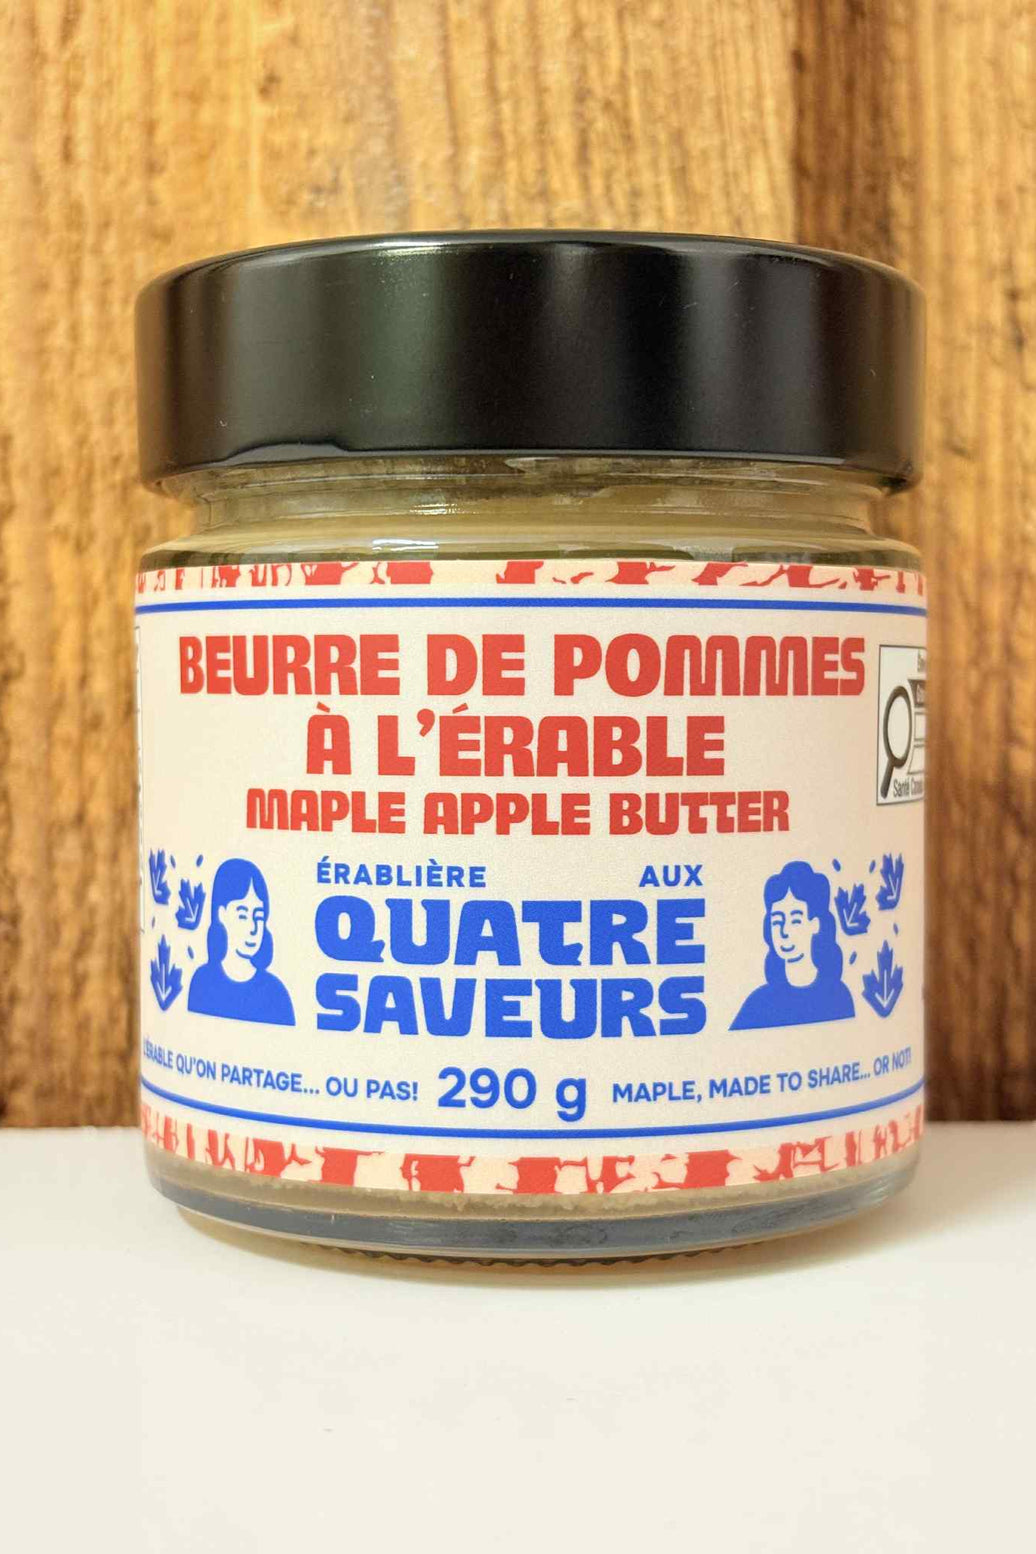 BEURRE DE POMMES
À L'ÉRABLE
MAPLE APPLE BUTTER
ÉRABLIÈRE AUX
QUATRE
SAVEURS
L'ÉRABLE QU'ON PARTAGE... OU PAS!
290 g
MAPLE, MADE TO SHARE... OR NOT!
Santé